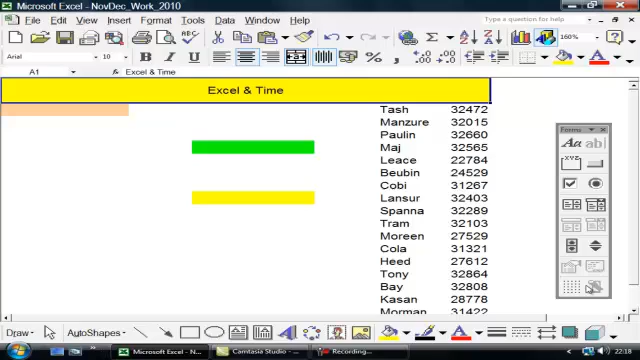 Microsoft Excel - NovDec_Work_2010
File Edit View Insert Format Tools Data Window Help
Type a question for help
160%
Arial 10 B I U
A1 Excel & Time
Excel & Time
Tash 32472
Manzure 32015
Paulin 32660
Maj 32565
Leace 22784
Beubin 24529
Cobi 31267
Lansur 32403
Spanna 32289
Tram 32103
Moreen 27529
Cola 31321
Heed 27612
Tony 32864
Bay 32808
Kasan 28778
Morman 31422
Forms
Aa ab|
XYZ
Draw AutoShapes
Microsoft Excel - No...
Camtasia Studio - ...
Recording...
22:18